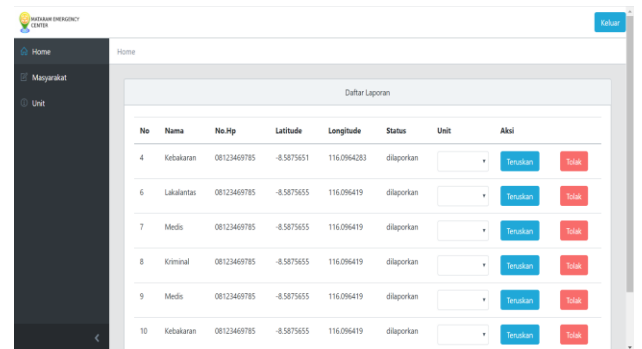 MATARAM EMERGENCY
CENTER
Keluar
Home
Masyarakat
Unit
Home
Daftar Laporan
No Nama No.Hp Latitude Longitude Status Unit Aksi
4 Kebakaran 08123469785 -8.5875651 116.0964283 dilaporkan Teruskan Tolak
6 Lakalantas 08123469785 -8.5875655 116.096419 dilaporkan Teruskan Tolak
7 Medis 08123469785 -8.5875655 116.096419 dilaporkan Teruskan Tolak
8 Kriminal 08123469785 -8.5875655 116.096419 dilaporkan Teruskan Tolak
9 Medis 08123469785 -8.5875655 116.096419 dilaporkan Teruskan Tolak
10 Kebakaran 08123469785 -8.5875655 116.096419 dilaporkan Teruskan Tolak